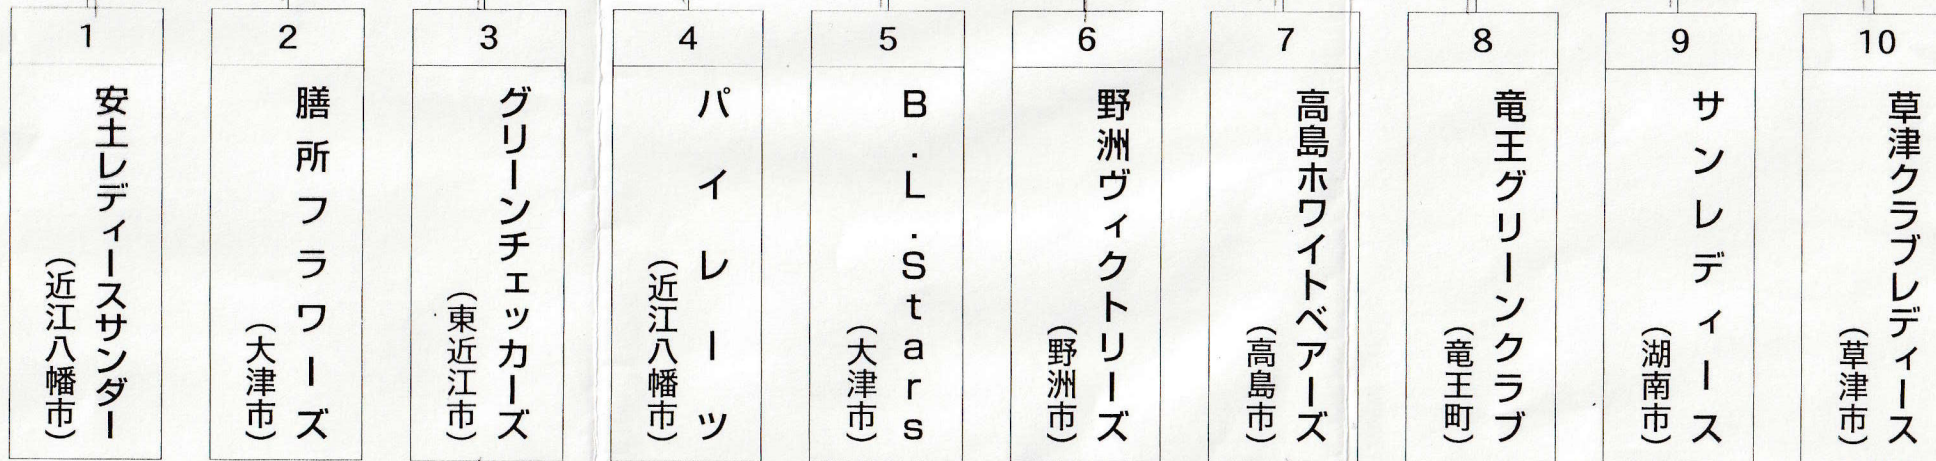 1
安土レディースサンダー
（近江八幡市）
2
膳所フラワーズ
（大津市）
3
グリーンチェッカーズ
（東近江市）
4
パイレーツ
（近江八幡市）
5
B.L.Stars
（大津市）
6
野洲ヴィクトリーズ
（野洲市）
7
高島ホワイトベアーズ
（高島市）
8
竜王グリーンクラブ
（竜王町）
9
サンレディース
（湖南市）
10
草津クラブレディース
（草津市）